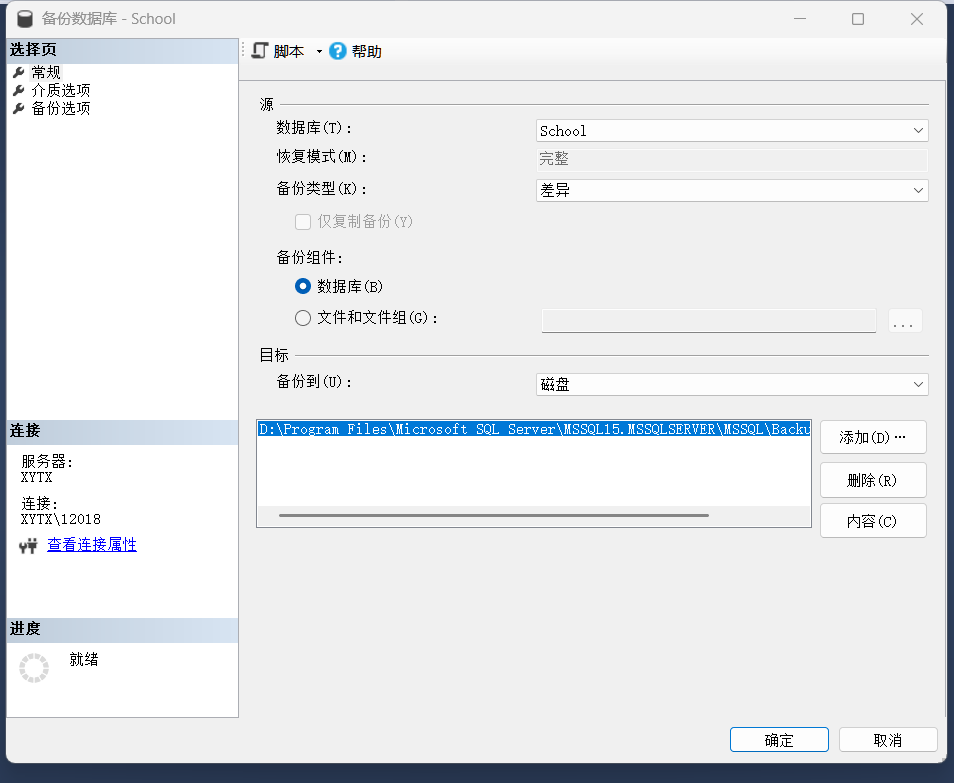 备份数据库 - School
选择页
常规
介质选项
备份选项
脚本
帮助
源
数据库(T):
School
恢复模式(M):
完整
备份类型(K):
差异
仅复制备份(Y)
备份组件:
数据库(B)
文件和文件组(G):
...
目标
备份到(U):
磁盘
D:\Program Files\Microsoft SQL Server\MSSQL15.MSSQLSERVER\MSSQL\Backu
添加(D)…
删除(R)
内容(C)
连接
服务器:
XYTX
连接:
XYTX\12018
查看连接属性
进度
就绪
确定
取消